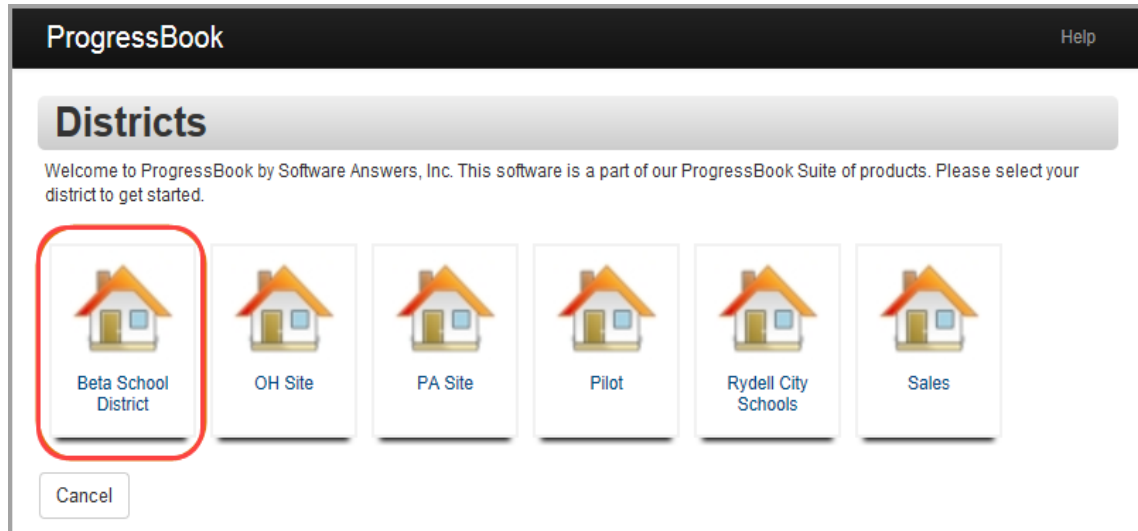 ProgressBook
Help
Districts
Welcome to ProgressBook by Software Answers, Inc. This software is a part of our ProgressBook Suite of products. Please select your
district to get started.
Beta School
District
OH Site
PA Site
Pilot
Rydell City
Schools
Sales
Cancel